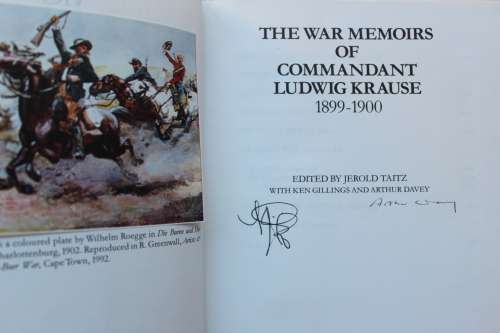 a coloured plate by Wilhelm Roegge in Die Buren und
harlottenburg, 1902. Reproduced in R. Greenwall, Artists &
Boer War, Cape Town, 1992.
THE WAR MEMOIRS
OF
COMMANDANT
LUDWIG KRAUSE
1899-1900
EDITED BY JEROLD TAITZ
WITH KEN GILLINGS AND ARTHUR DAVEY